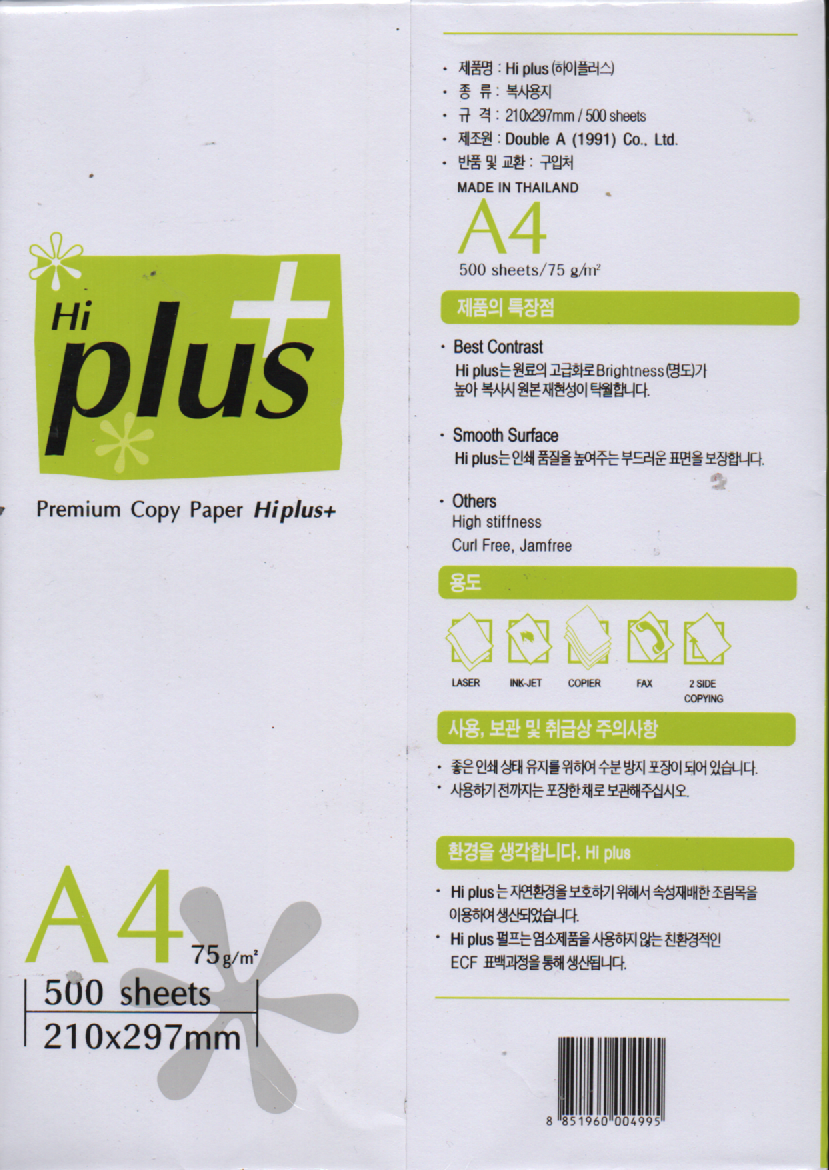 Hi
plus+
Premium Copy Paper Hiplus+
A4 75g/m²
500 sheets
210x297mm
· 제품명 : Hi plus (하이플러스)
· 종 류 : 복사용지
· 규 격 : 210x297mm / 500 sheets
· 제조원 : Double A (1991) Co., Ltd.
· 반품 및 교환 : 구입처
MADE IN THAILAND
A4
500 sheets/75 g/m²
제품의 특장점
· Best Contrast
Hi plus는 원료의 고급화로 Brightness(명도)가
높아 복사시 원본 재현성이 탁월합니다.
· Smooth Surface
Hi plus는 인쇄 품질을 높여주는 부드러운 표면을 보장합니다.
· Others
High stiffness
Curl Free, Jamfree
용도
LASER INK-JET COPIER FAX 2 SIDE
COPYING
사용, 보관 및 취급상 주의사항
· 좋은 인쇄 상태 유지를 위하여 수분 방지 포장이 되어 있습니다.
· 사용하기 전까지는 포장한 채로 보관해주십시오.
환경을 생각합니다. Hi plus
· Hi plus 는 자연환경을 보호하기 위해서 속성재배한 조림목을
이용하여 생산되었습니다.
· Hi plus 펄프는 염소제품을 사용하지 않는 친환경적인
ECF 표백과정을 통해 생산됩니다.
8 851960 004995